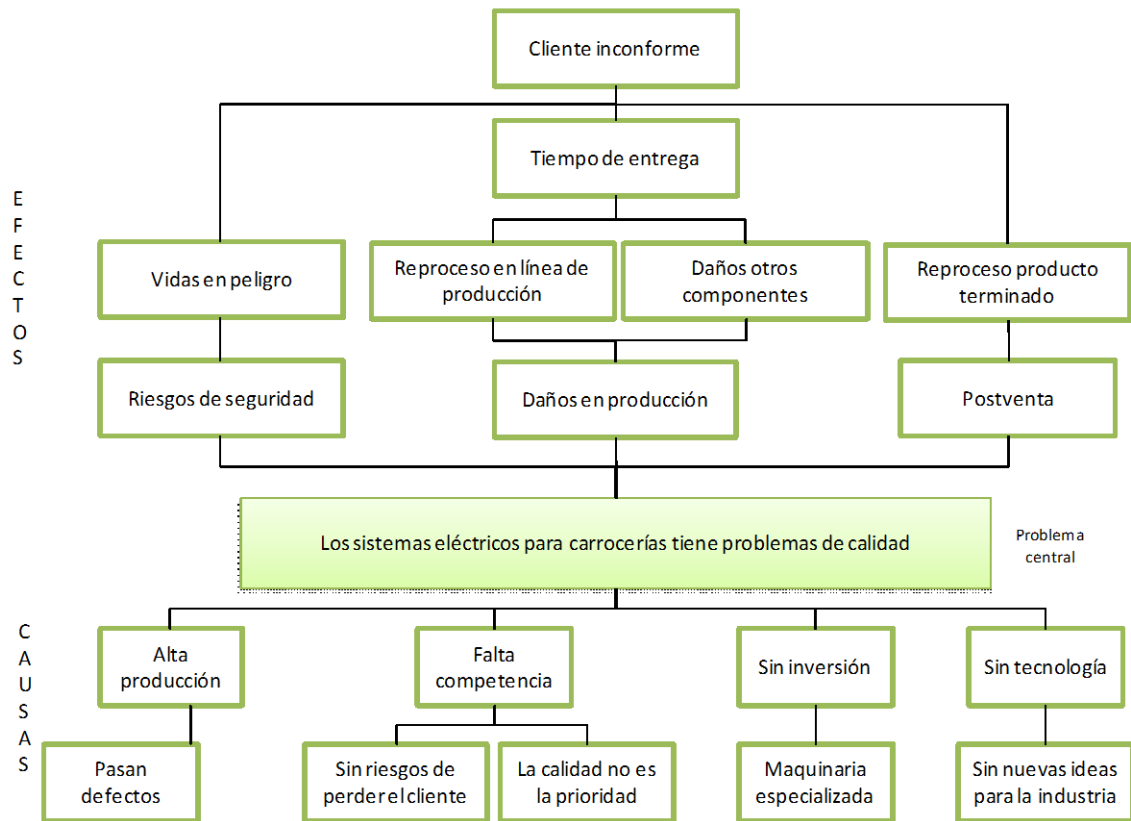 Cliente inconforme
Tiempo de entrega
E
F
E
C
T
O
S
Vidas en peligro
Reproceso en línea de
producción
Daños otros
componentes
Reproceso producto
terminado
Riesgos de seguridad
Daños en producción
Postventa
Los sistemas eléctricos para carrocerías tiene problemas de calidad
Problema
central
C
A
U
S
A
S
Alta
producción
Falta
competencia
Sin inversión
Sin tecnología
Pasan
defectos
Sin riesgos de
perder el cliente
La calidad no es
la prioridad
Maquinaria
especializada
Sin nuevas ideas
para la industria